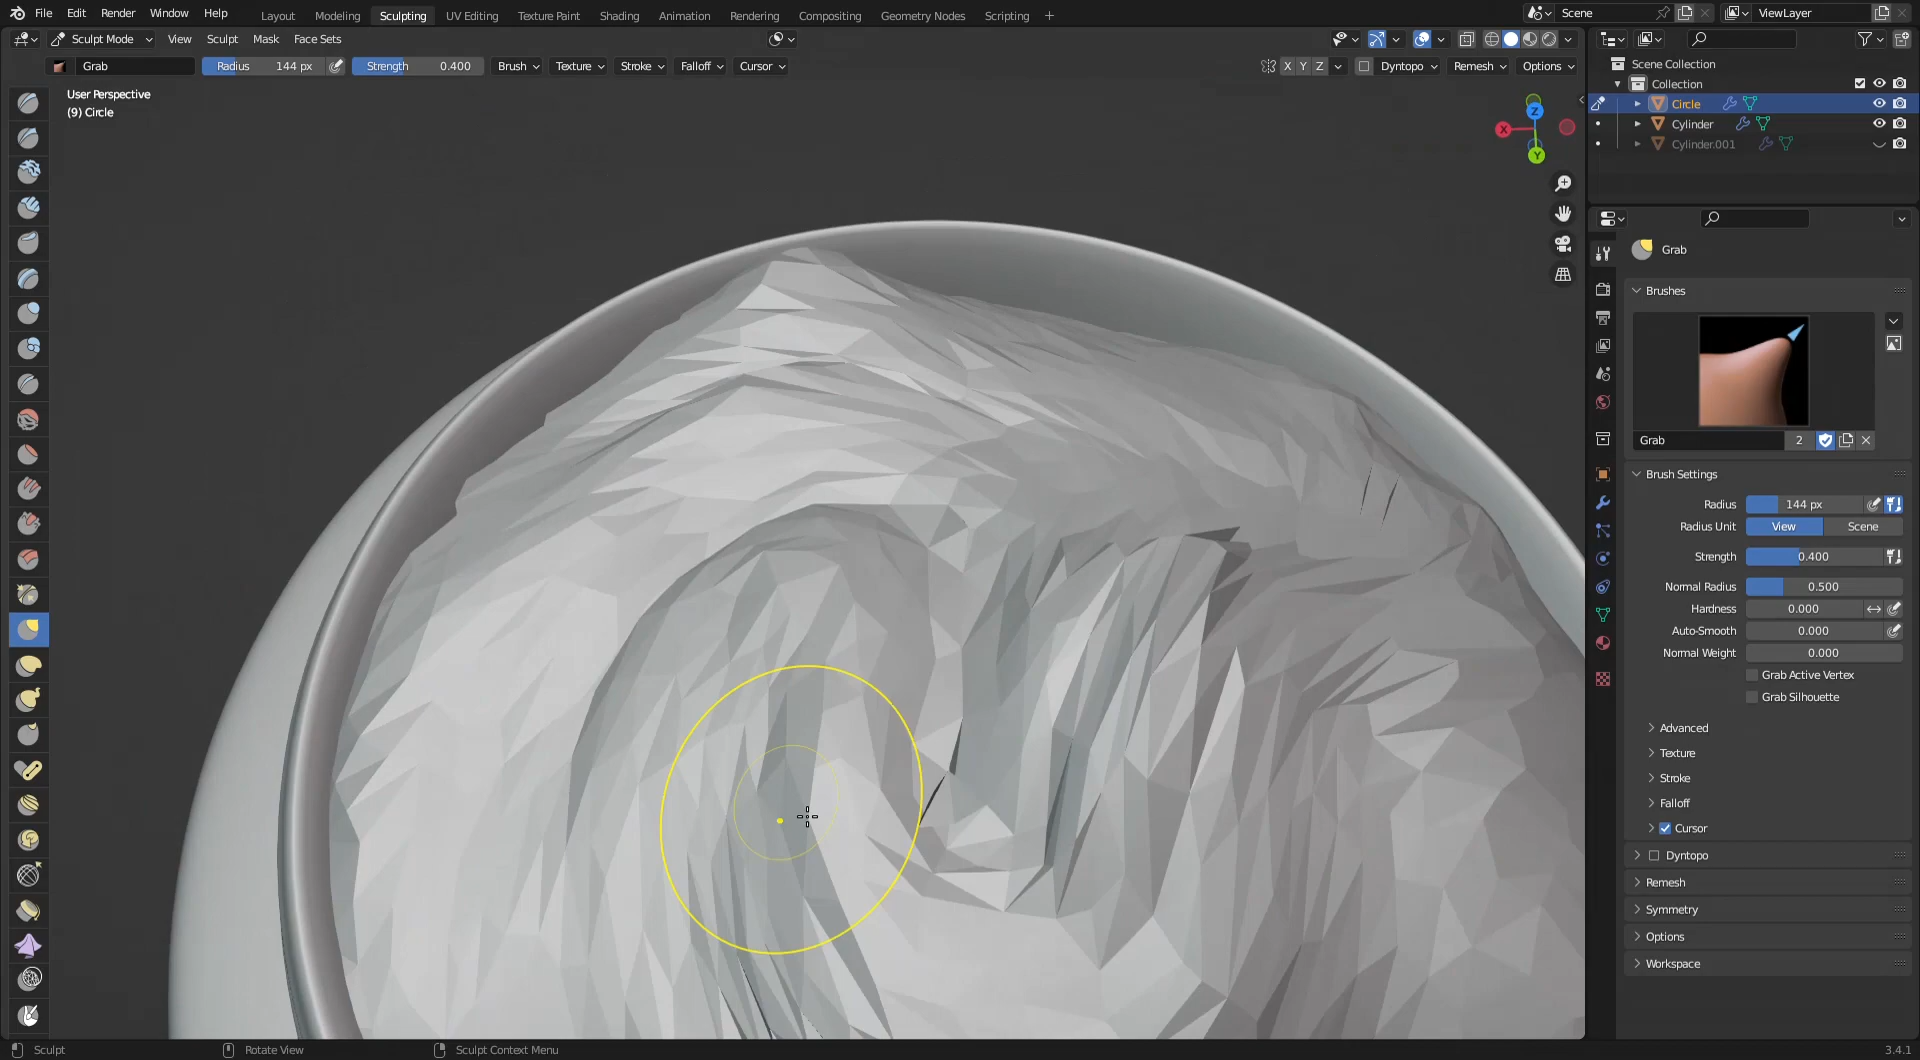 File Edit Render Window Help Layout Modeling Sculpting UV Editing Texture Paint Shading Animation Rendering Compositing Geometry Nodes Scripting + Scene ViewLayer
Sculpt Mode View Sculpt Mask Face Sets
Grab Radius 144 px Strength 0.400 Brush Texture Stroke Falloff Cursor X Y Z Dyntopo Remesh Options
User Perspective
(9) Circle
Z
X
Y
Scene Collection
Collection
Circle
Cylinder
Cylinder.001
Grab
Brushes
Grab 2
Brush Settings
Radius 144 px
Radius Unit View Scene
Strength 0.400
Normal Radius 0.500
Hardness 0.000
Auto-Smooth 0.000
Normal Weight 0.000
Grab Active Vertex
Grab Silhouette
Advanced
Texture
Stroke
Falloff
Cursor
Dyntopo
Remesh
Symmetry
Options
Workspace
Sculpt Rotate View Sculpt Context Menu 3.4.1